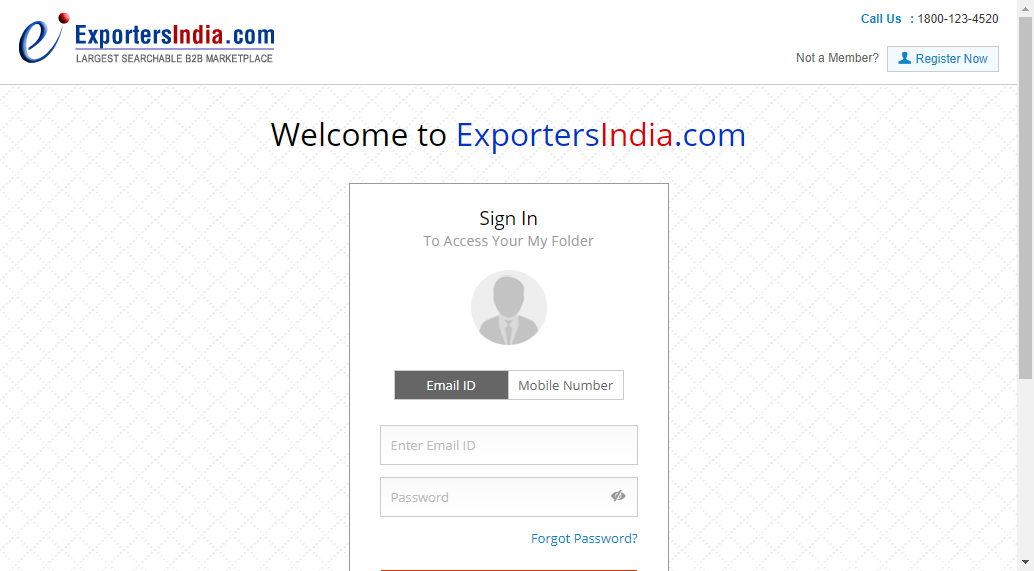 ExportersIndia.com
LARGEST SEARCHABLE B2B MARKETPLACE
Call Us : 1800-123-4520
Not a Member? Register Now
Welcome to ExportersIndia.com
Sign In
To Access Your My Folder
Email ID Mobile Number
Enter Email ID
Password
Forgot Password?